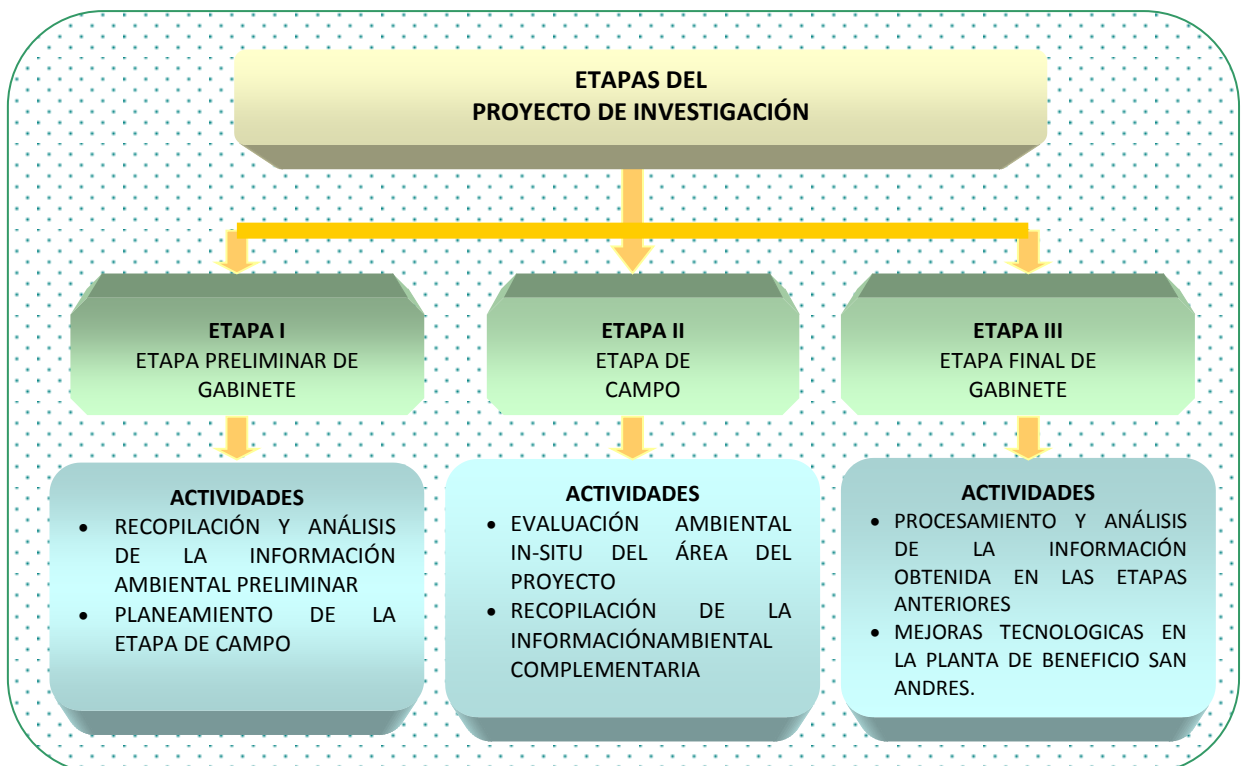 ETAPAS DEL
PROYECTO DE INVESTIGACIÓN
ETAPA I
ETAPA PRELIMINAR DE
GABINETE
ETAPA II
ETAPA DE
CAMPO
ETAPA III
ETAPA FINAL DE
GABINETE
ACTIVIDADES
• RECOPILACIÓN Y ANÁLISIS
DE LA INFORMACIÓN
AMBIENTAL PRELIMINAR
• PLANEAMIENTO DE LA
ETAPA DE CAMPO
ACTIVIDADES
• EVALUACIÓN AMBIENTAL
IN-SITU DEL ÁREA DEL
PROYECTO
• RECOPILACIÓN DE LA
INFORMACIÓNAMBIENTAL
COMPLEMENTARIA
ACTIVIDADES
• PROCESAMIENTO Y ANÁLISIS
DE LA INFORMACIÓN
OBTENIDA EN LAS ETAPAS
ANTERIORES
• MEJORAS TECNOLOGICAS EN
LA PLANTA DE BENEFICIO SAN
ANDRES.